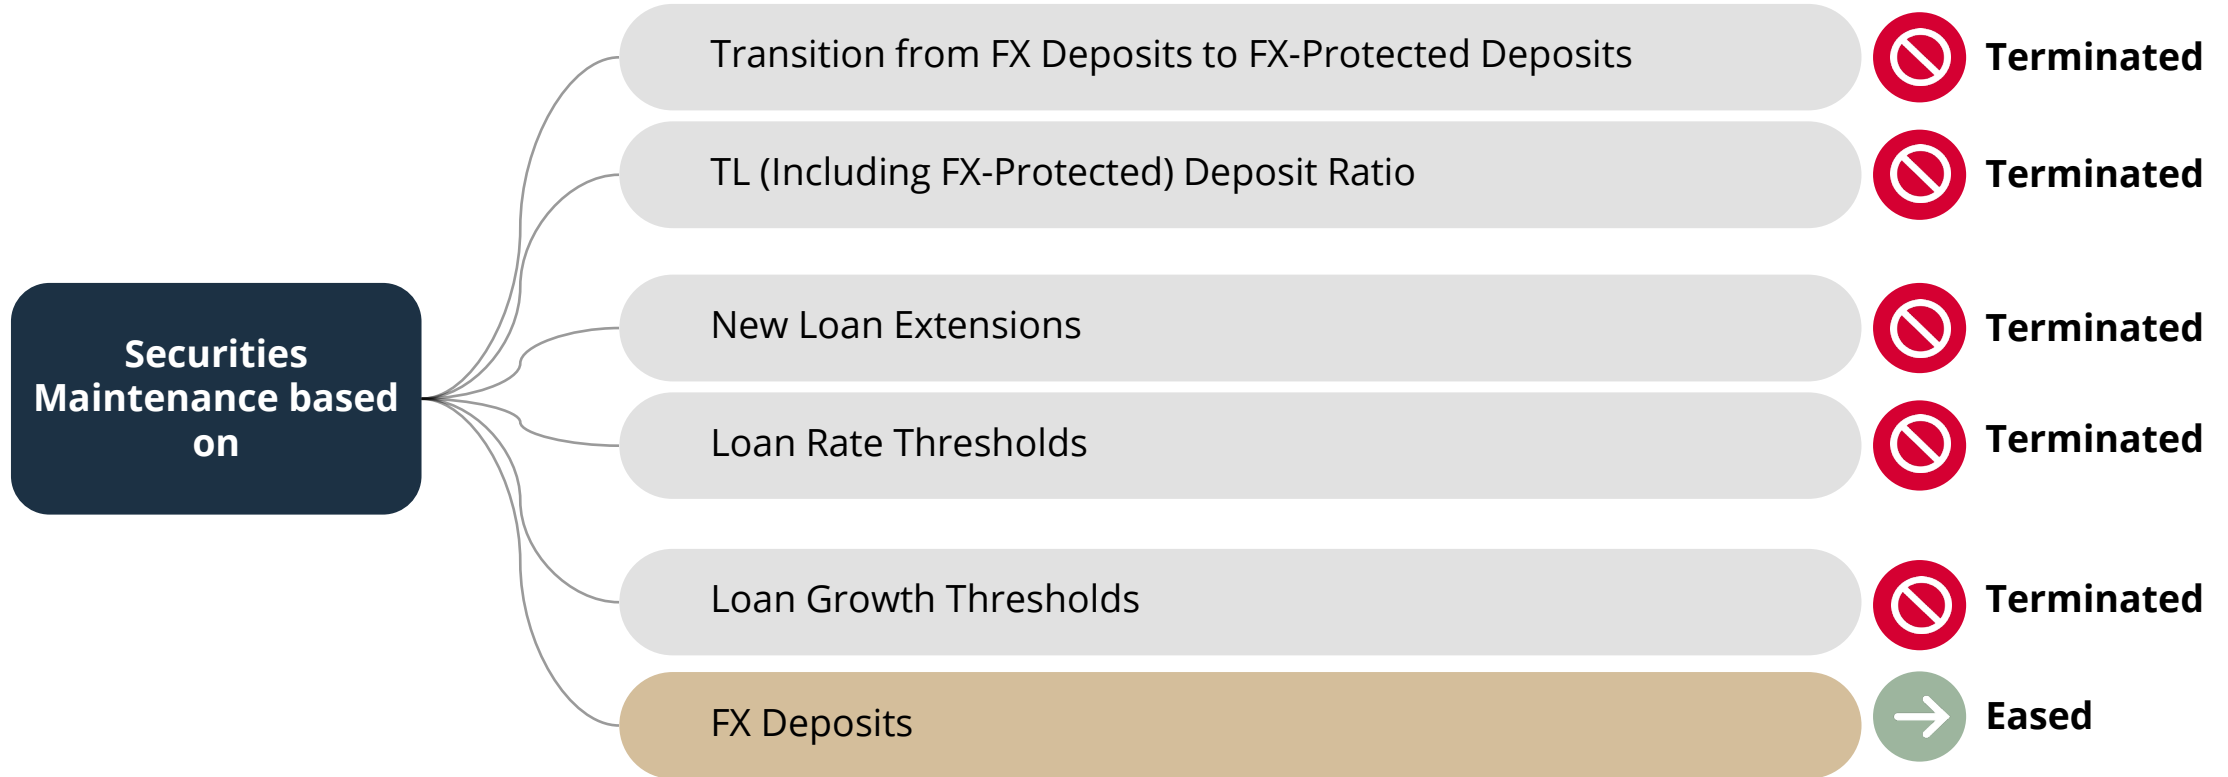 Transition from FX Deposits to FX-Protected Deposits
Terminated
TL (Including FX-Protected) Deposit Ratio
Terminated
Securities
Maintenance based
on
New Loan Extensions
Terminated
Loan Rate Thresholds
Terminated
Loan Growth Thresholds
Terminated
FX Deposits
Eased